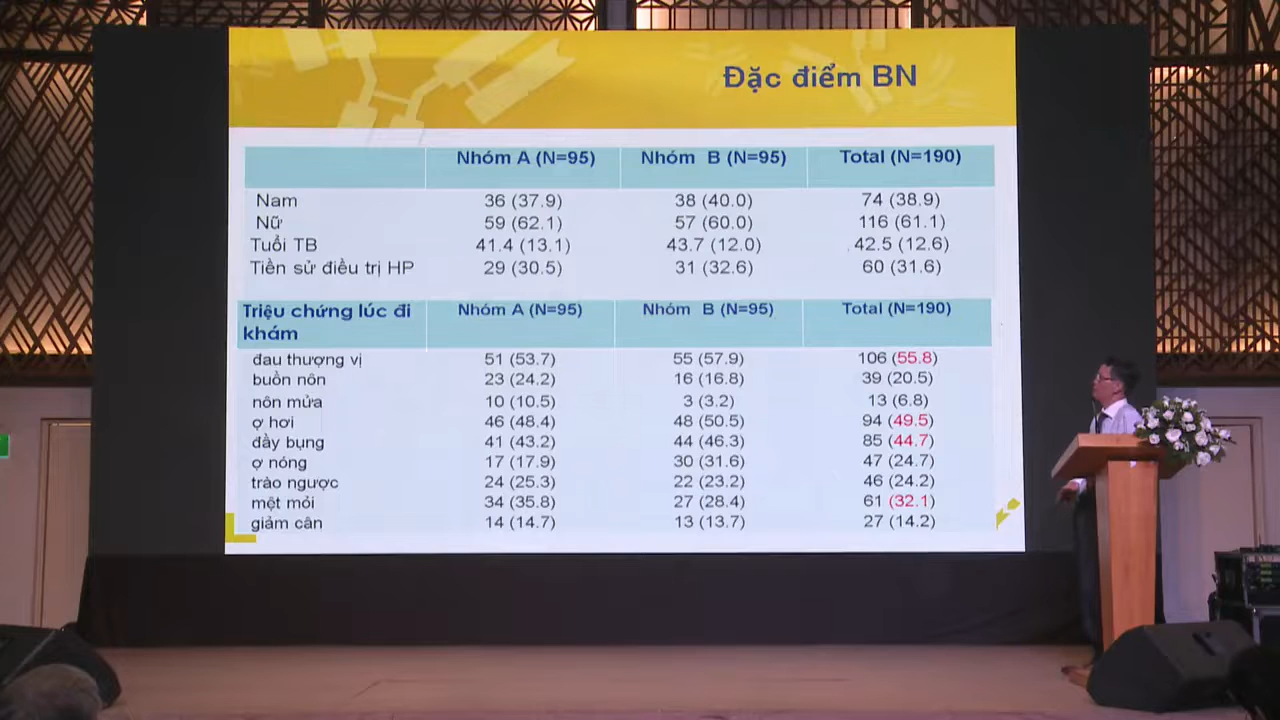 Đặc điểm BN
Nhóm A (N=95) Nhóm B (N=95) Total (N=190)
Nam 36 (37.9) 38 (40.0) 74 (38.9)
Nữ 59 (62.1) 57 (60.0) 116 (61.1)
Tuổi TB 41.4 (13.1) 43.7 (12.0) 42.5 (12.6)
Tiền sử điều trị HP 29 (30.5) 31 (32.6) 60 (31.6)
Triệu chứng lúc đi khám Nhóm A (N=95) Nhóm B (N=95) Total (N=190)
đau thượng vị 51 (53.7) 55 (57.9) 106 (55.8)
buồn nôn 23 (24.2) 16 (16.8) 39 (20.5)
nôn mửa 10 (10.5) 3 (3.2) 13 (6.8)
ợ hơi 46 (48.4) 48 (50.5) 94 (49.5)
đầy bụng 41 (43.2) 44 (46.3) 85 (44.7)
ợ nóng 17 (17.9) 30 (31.6) 47 (24.7)
trào ngược 24 (25.3) 22 (23.2) 46 (24.2)
mệt mỏi 34 (35.8) 27 (28.4) 61 (32.1)
giảm cân 14 (14.7) 13 (13.7) 27 (14.2)